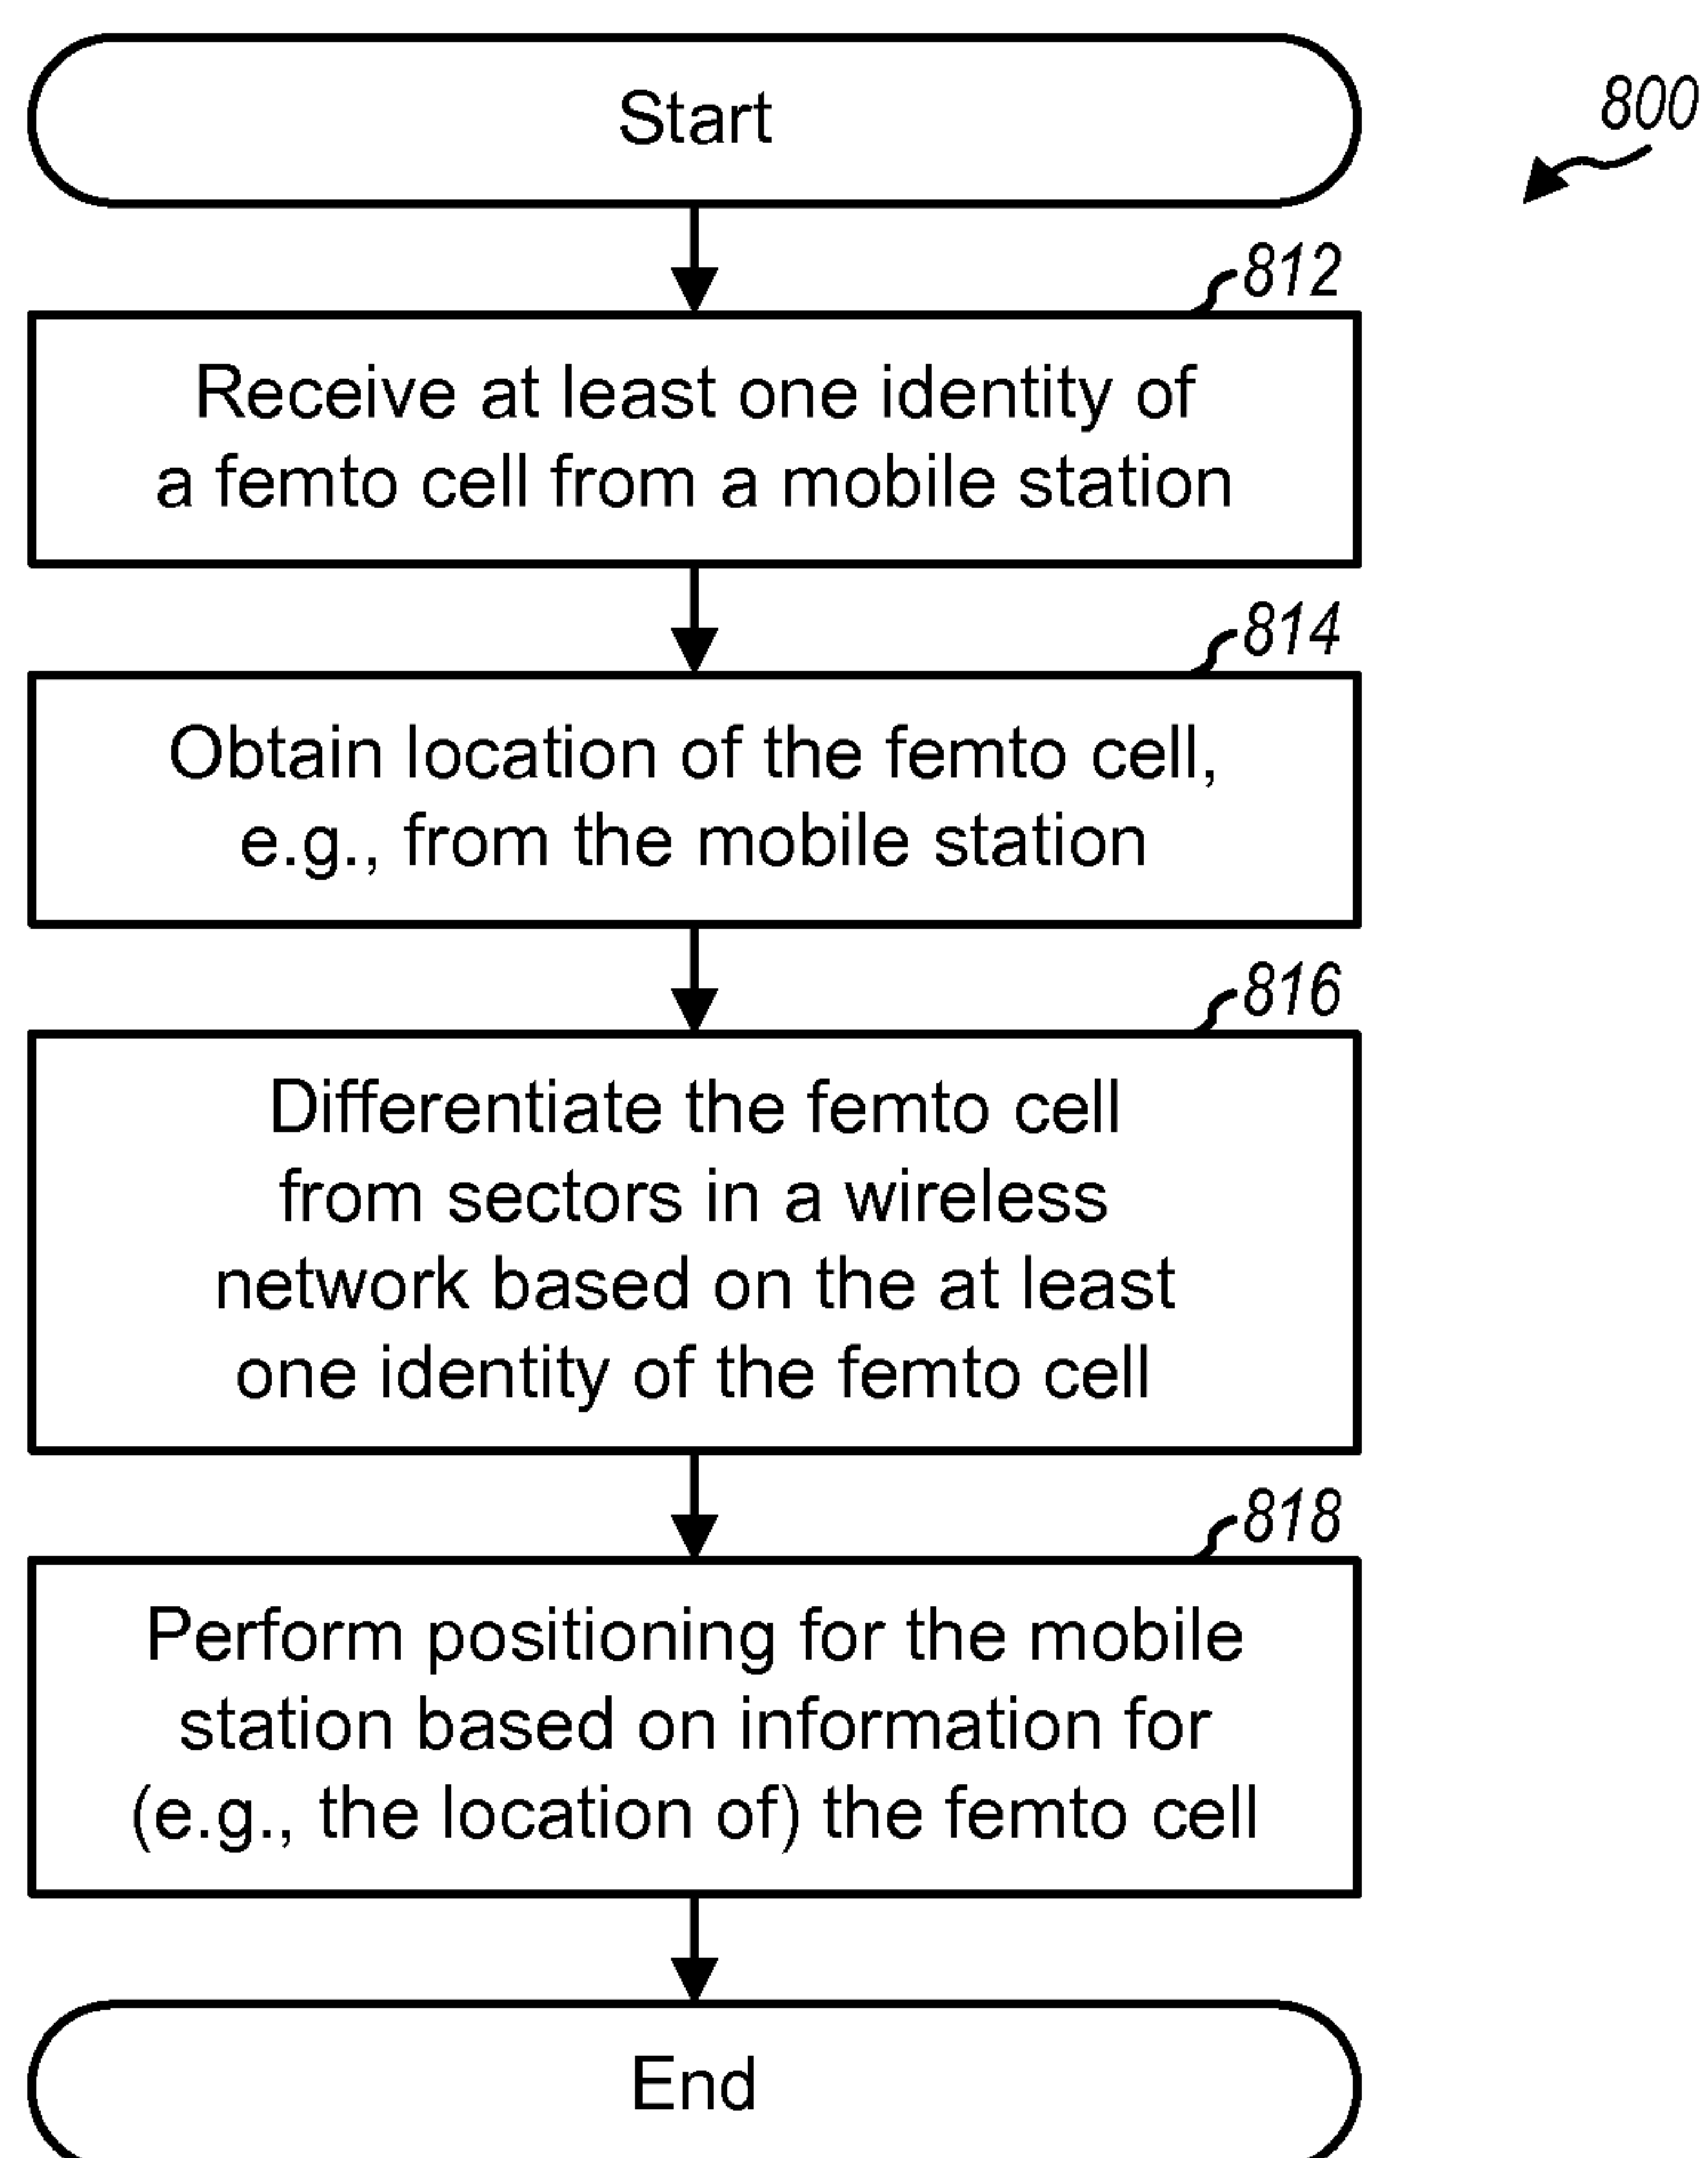 Start
800
812
Receive at least one identity of
a femto cell from a mobile station
814
Obtain location of the femto cell,
e.g., from the mobile station
816
Differentiate the femto cell
from sectors in a wireless
network based on the at least
one identity of the femto cell
818
Perform positioning for the mobile
station based on information for
(e.g., the location of) the femto cell
End